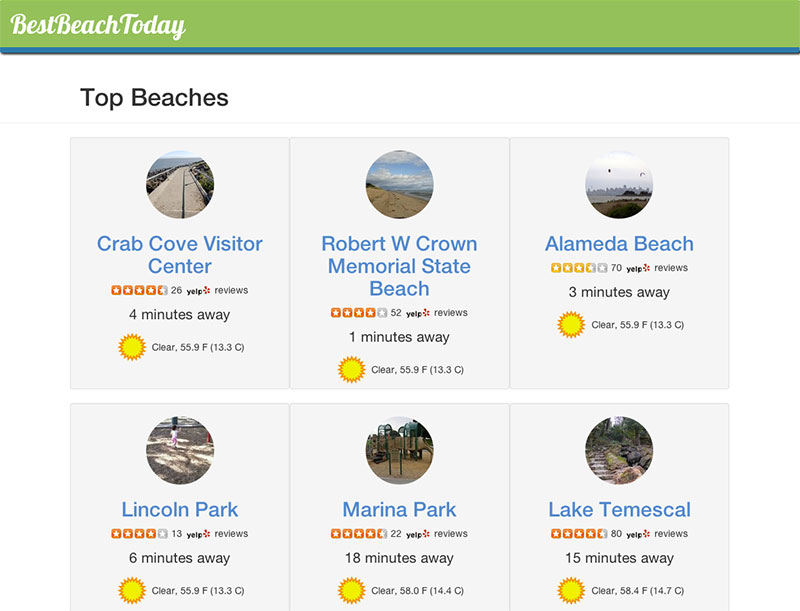 BestBeachToday
Top Beaches
Crab Cove Visitor
Center
26 yelp reviews
4 minutes away
Clear, 55.9 F (13.3 C)
Robert W Crown
Memorial State
Beach
52 yelp reviews
1 minutes away
Clear, 55.9 F (13.3 C)
Alameda Beach
70 yelp reviews
3 minutes away
Clear, 55.9 F (13.3 C)
Lincoln Park
13 yelp reviews
6 minutes away
Clear, 55.9 F (13.3 C)
Marina Park
22 yelp reviews
18 minutes away
Clear, 58.0 F (14.4 C)
Lake Temescal
80 yelp reviews
15 minutes away
Clear, 58.4 F (14.7 C)